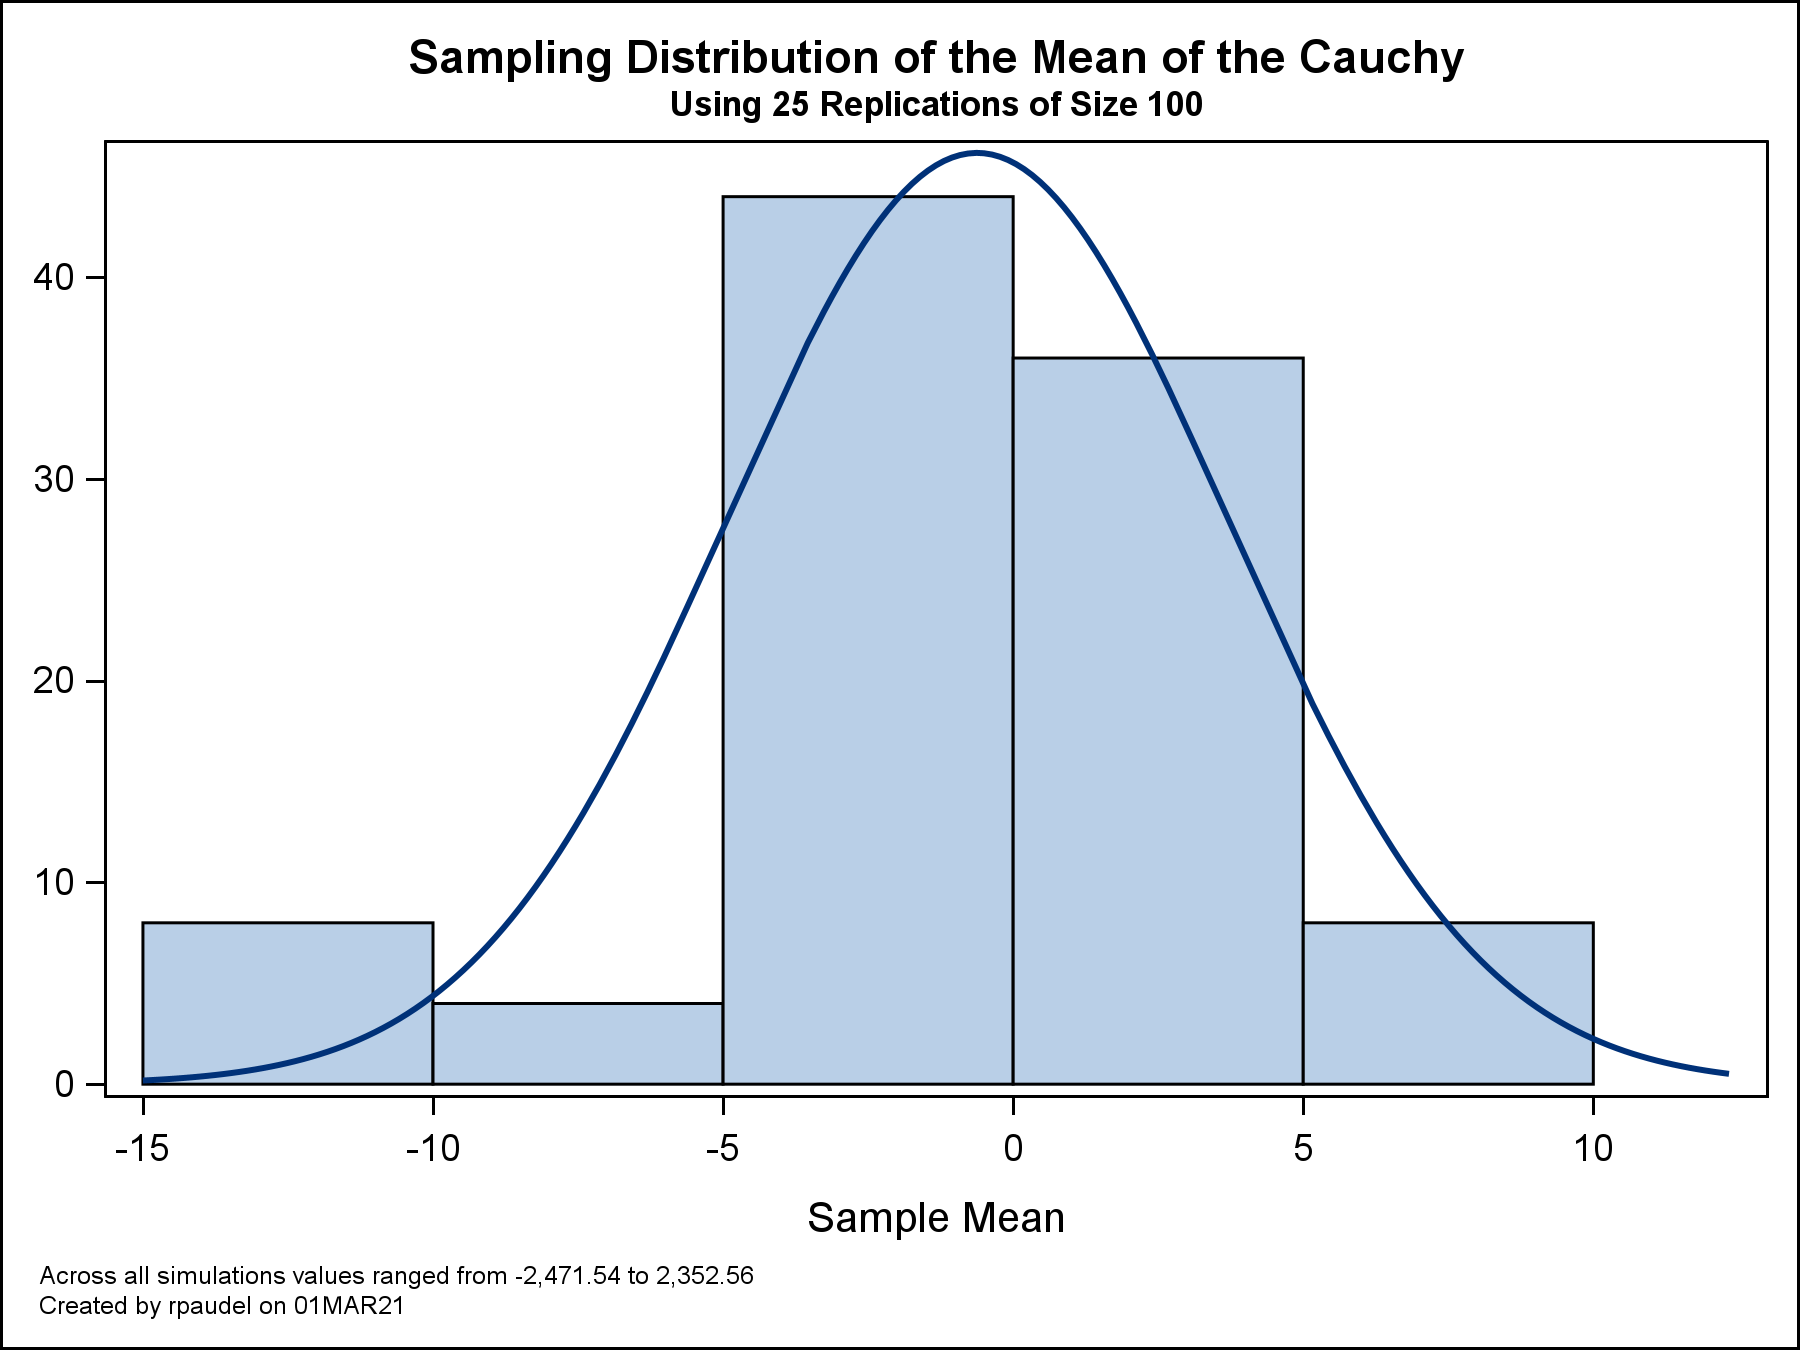 Sampling Distribution of the Mean of the Cauchy
Using 25 Replications of Size 100
40
30
20
10
0
-15 -10 -5 0 5 10
Sample Mean
Across all simulations values ranged from -2,471.54 to 2,352.56
Created by rpaudel on 01MAR21